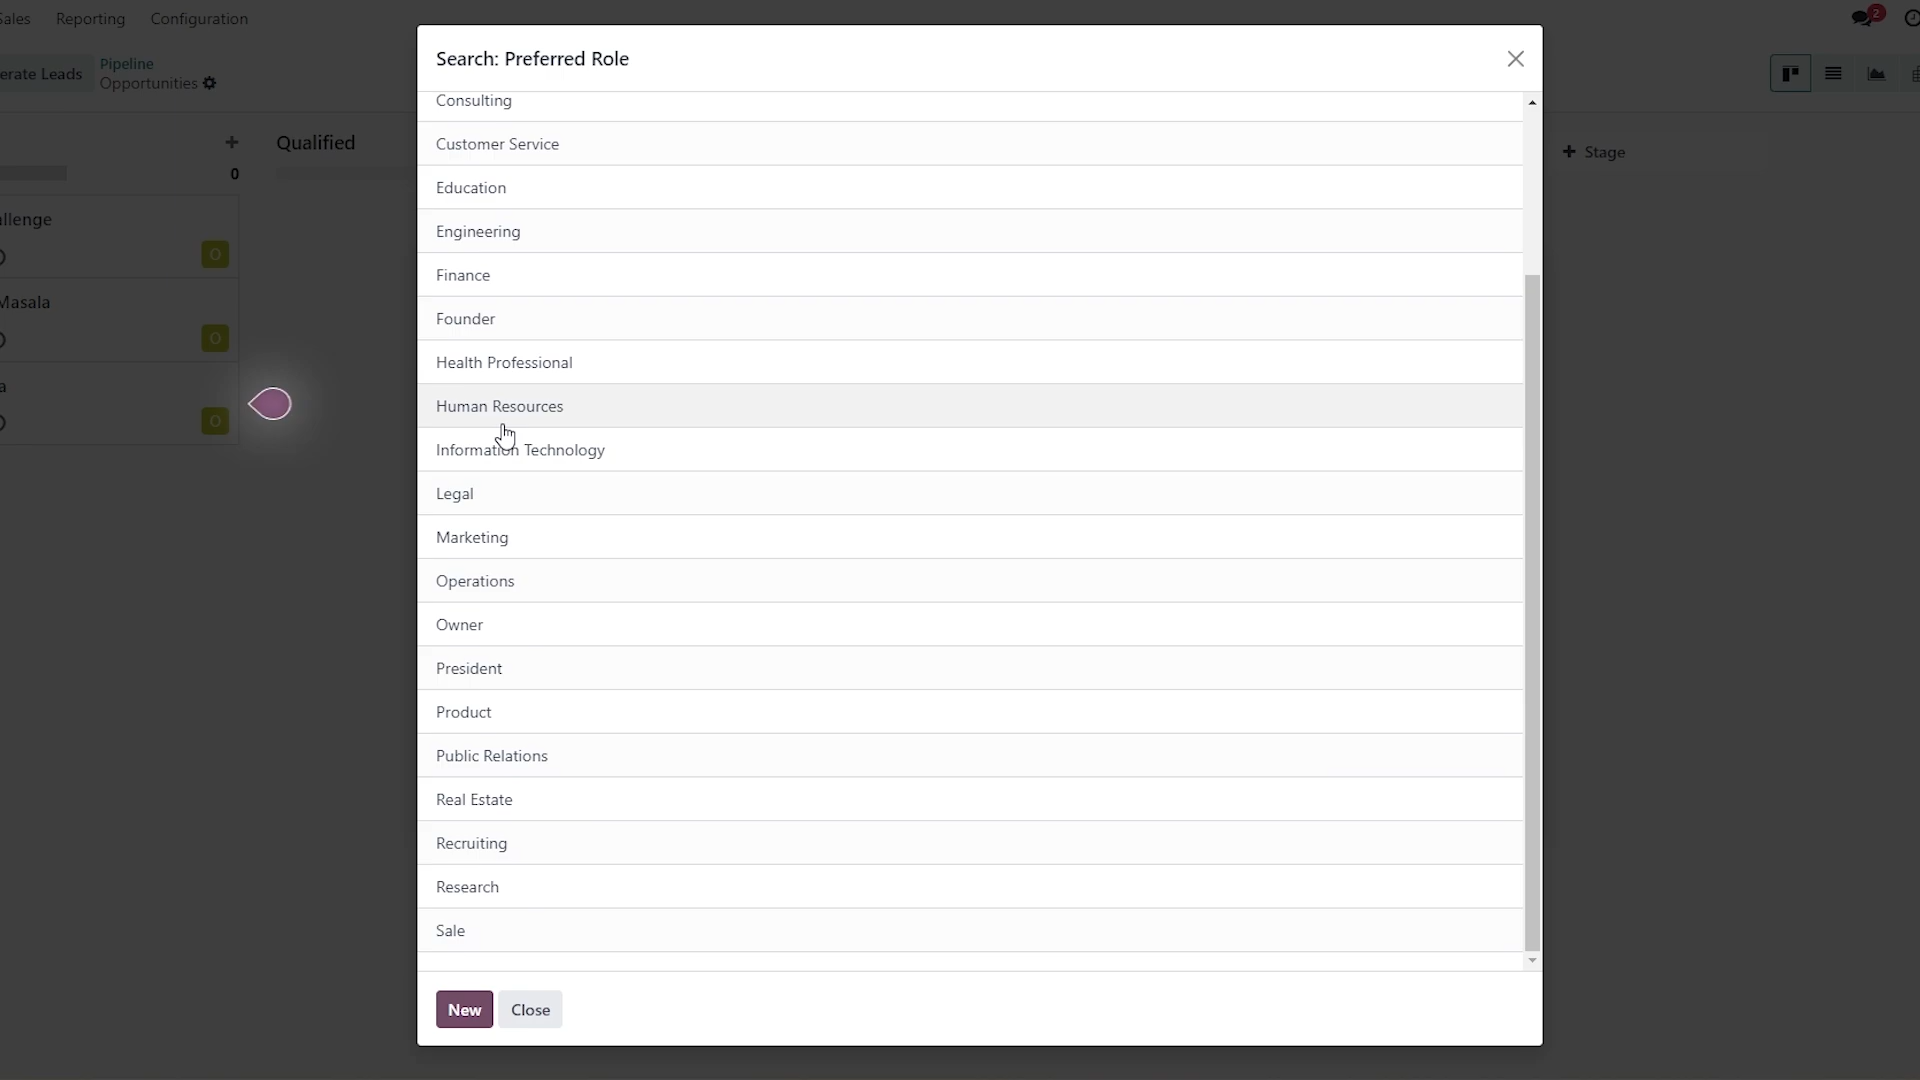 Sales Reporting Configuration
2
erate Leads
Pipeline
Opportunities
0
Qualified
allenge
O
Masala
O
a
O
Search: Preferred Role
Consulting
Customer Service
Education
Engineering
Finance
Founder
Health Professional
Human Resources
Information Technology
Legal
Marketing
Operations
Owner
President
Product
Public Relations
Real Estate
Recruiting
Research
Sale
New Close
+ Stage